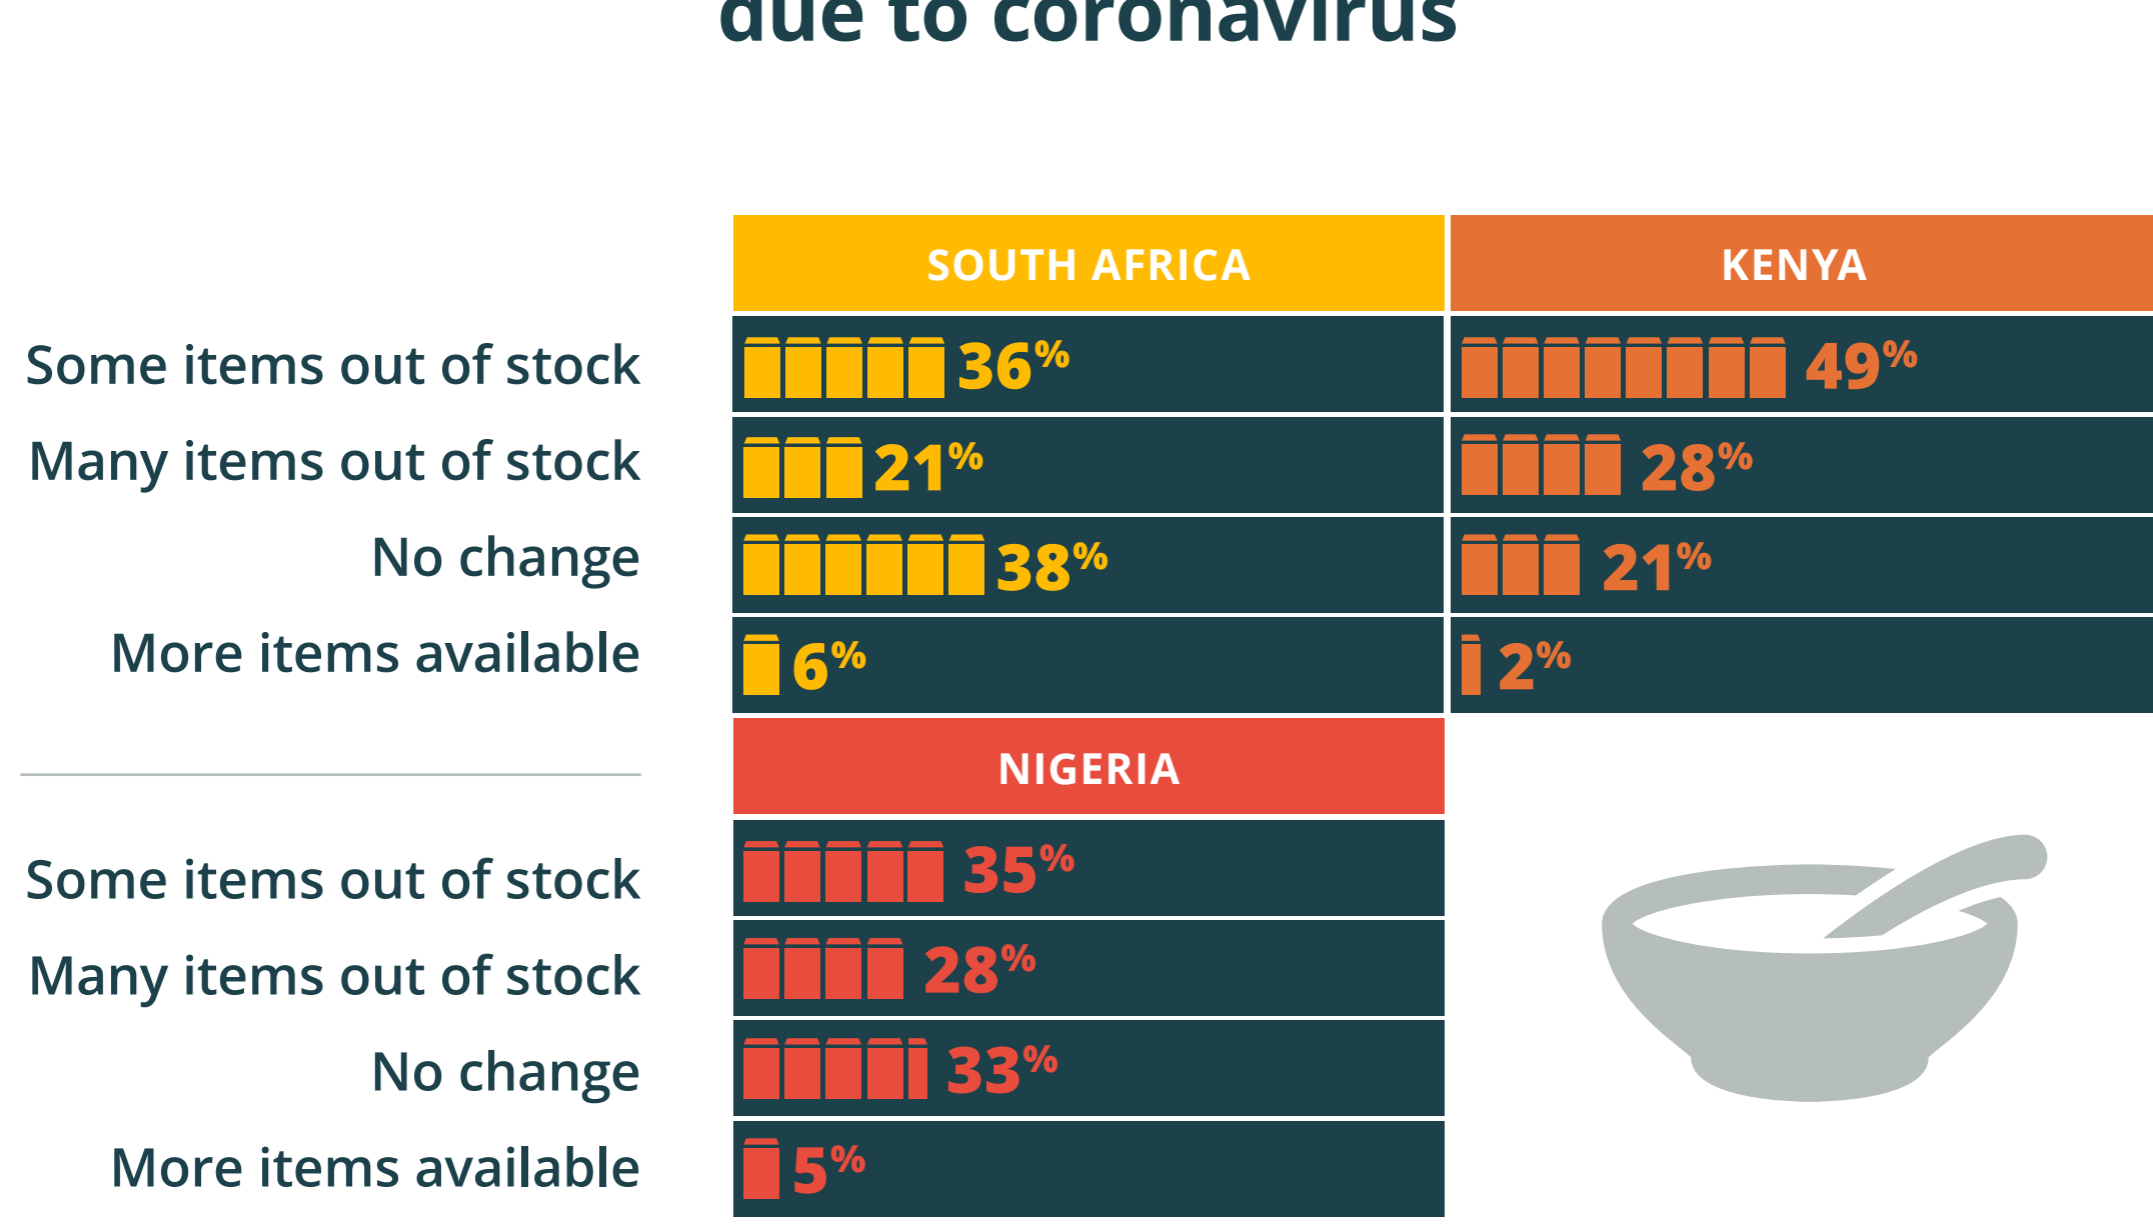 due to coronavirus
SOUTH AFRICA
KENYA
Some items out of stock
36%
49%
Many items out of stock
21%
28%
No change
38%
21%
More items available
6%
2%
NIGERIA
Some items out of stock
35%
Many items out of stock
28%
No change
33%
More items available
5%